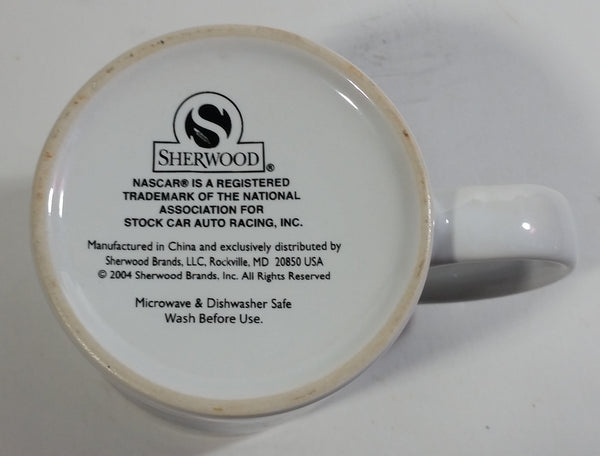 S
SHERWOOD®
NASCAR® IS A REGISTERED
TRADEMARK OF THE NATIONAL
ASSOCIATION FOR
STOCK CAR AUTO RACING, INC.
Manufactured in China and exclusively distributed by
Sherwood Brands, LLC, Rockville, MD 20850 USA
© 2004 Sherwood Brands, Inc. All Rights Reserved
Microwave & Dishwasher Safe
Wash Before Use.